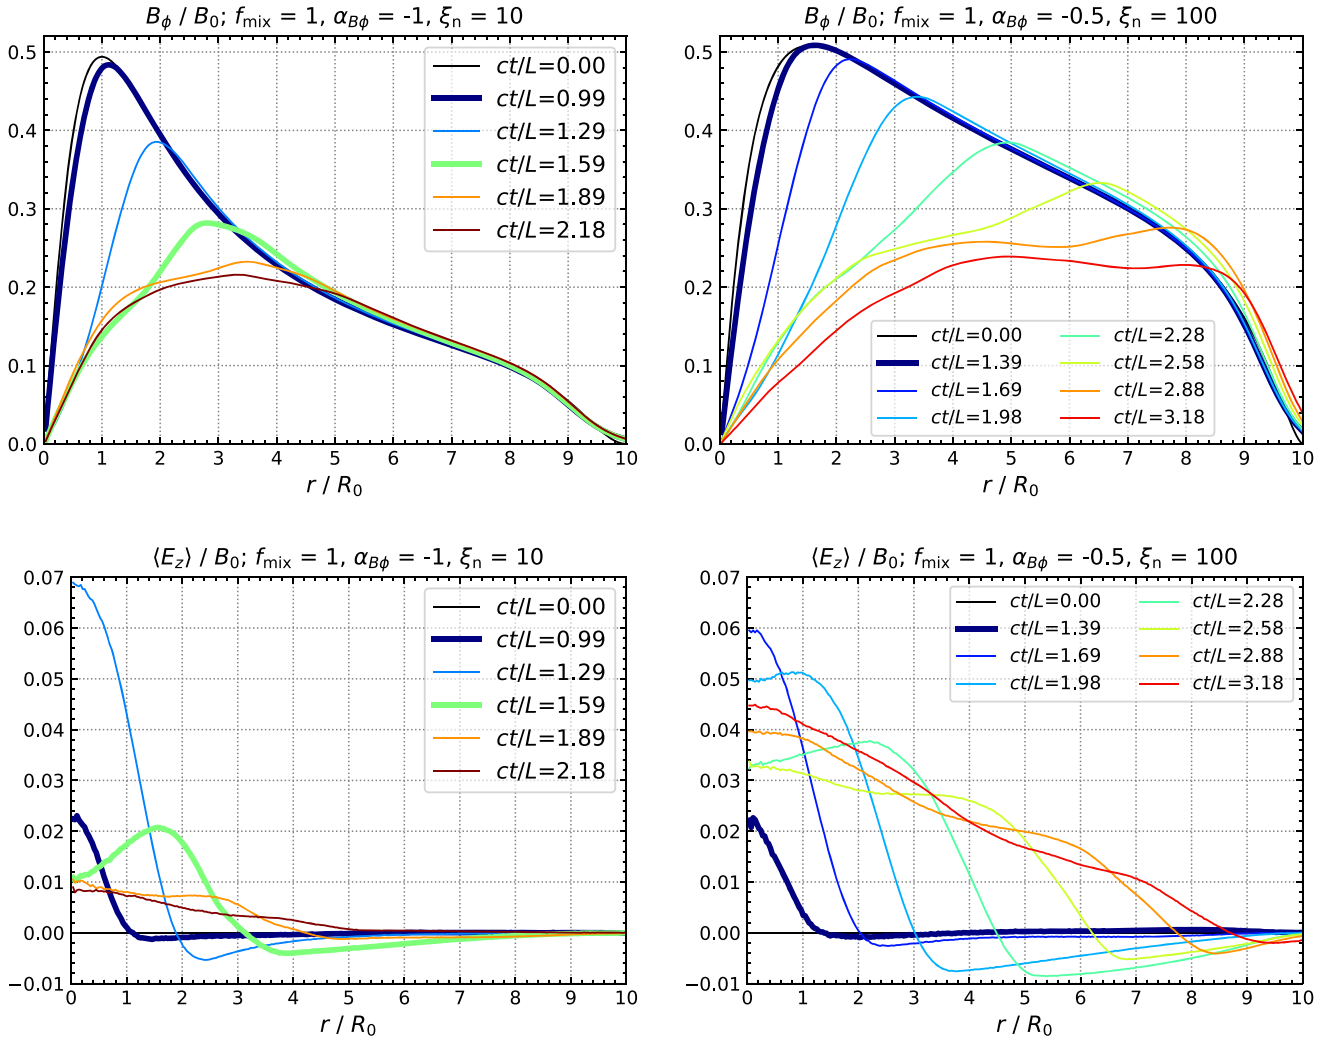 B_ϕ / B_0; f_mix = 1, α_Bϕ = -1, ξ_n = 10
0.5
0.4
0.3
0.2
0.1
0.0
ct/L=0.00
ct/L=0.99
ct/L=1.29
ct/L=1.59
ct/L=1.89
ct/L=2.18
0 1 2 3 4 5 6 7 8 9 10
r / R_0
B_ϕ / B_0; f_mix = 1, α_Bϕ = -0.5, ξ_n = 100
0.5
0.4
0.3
0.2
0.1
0.0
ct/L=0.00
ct/L=1.39
ct/L=1.69
ct/L=1.98
ct/L=2.28
ct/L=2.58
ct/L=2.88
ct/L=3.18
0 1 2 3 4 5 6 7 8 9 10
r / R_0
⟨E_z⟩ / B_0; f_mix = 1, α_Bϕ = -1, ξ_n = 10
0.07
0.06
0.05
0.04
0.03
0.02
0.01
0.00
−0.01
ct/L=0.00
ct/L=0.99
ct/L=1.29
ct/L=1.59
ct/L=1.89
ct/L=2.18
0 1 2 3 4 5 6 7 8 9 10
r / R_0
⟨E_z⟩ / B_0; f_mix = 1, α_Bϕ = -0.5, ξ_n = 100
0.07
0.06
0.05
0.04
0.03
0.02
0.01
0.00
−0.01
ct/L=0.00
ct/L=1.39
ct/L=1.69
ct/L=1.98
ct/L=2.28
ct/L=2.58
ct/L=2.88
ct/L=3.18
0 1 2 3 4 5 6 7 8 9 10
r / R_0